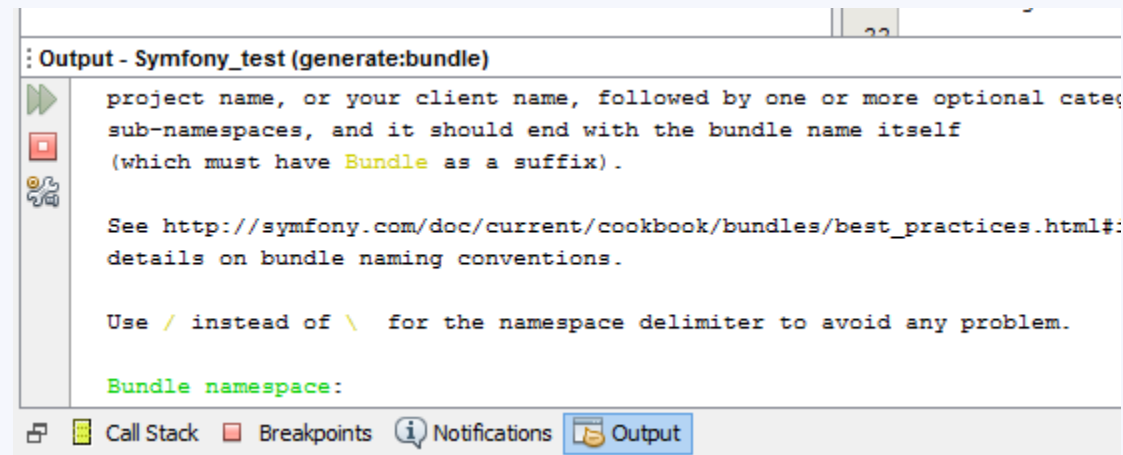 Output - Symfony_test (generate:bundle)
project name, or your client name, followed by one or more optional
sub-namespaces, and it should end with the bundle name itself
(which must have Bundle as a suffix).
See http://symfony.com/doc/current/cookbook/bundles/best_practices.html#
details on bundle naming conventions.
Use / instead of \  for the namespace delimiter to avoid any problem.
Bundle namespace:
Call Stack Breakpoints Notifications Output